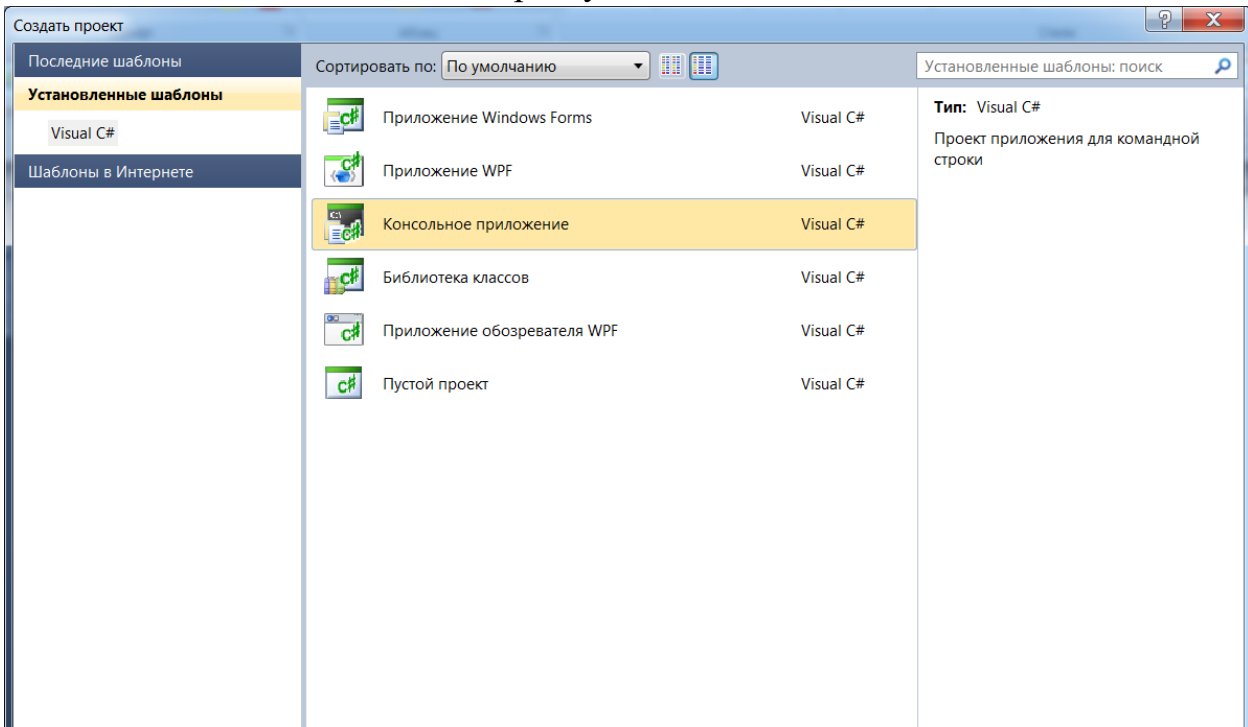 Создать проект
Последние шаблоны
Установленные шаблоны
Visual C#
Шаблоны в Интернете
Сортировать по: По умолчанию
Установленные шаблоны: поиск
Приложение Windows Forms Visual C#
Приложение WPF Visual C#
Консольное приложение Visual C#
Библиотека классов Visual C#
Приложение обозревателя WPF Visual C#
Пустой проект Visual C#
Тип: Visual C#
Проект приложения для командной
строки